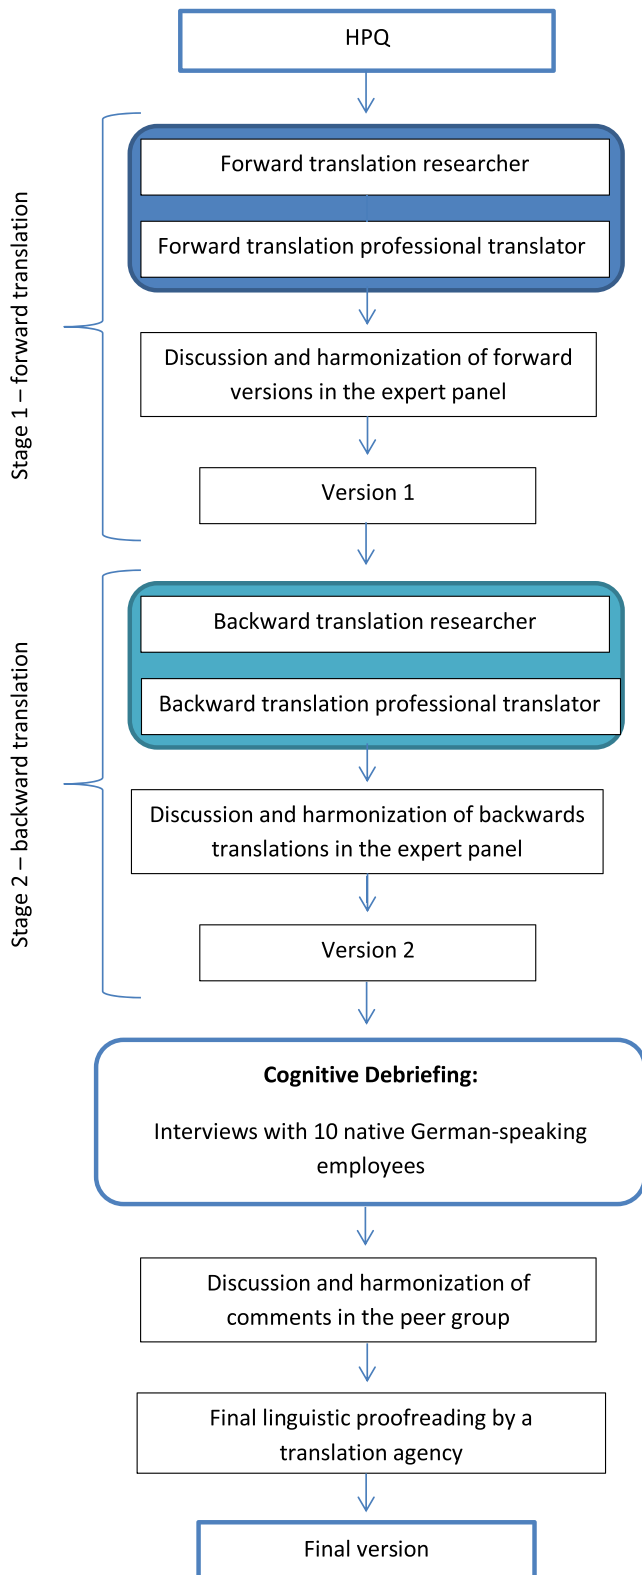 HPQ
Stage 1 – forward translation
Forward translation researcher
Forward translation professional translator
Discussion and harmonization of forward
versions in the expert panel
Version 1
Stage 2 – backward translation
Backward translation researcher
Backward translation professional translator
Discussion and harmonization of backwards
translations in the expert panel
Version 2
Cognitive Debriefing:
Interviews with 10 native German-speaking
employees
Discussion and harmonization of
comments in the peer group
Final linguistic proofreading by a
translation agency
Final version